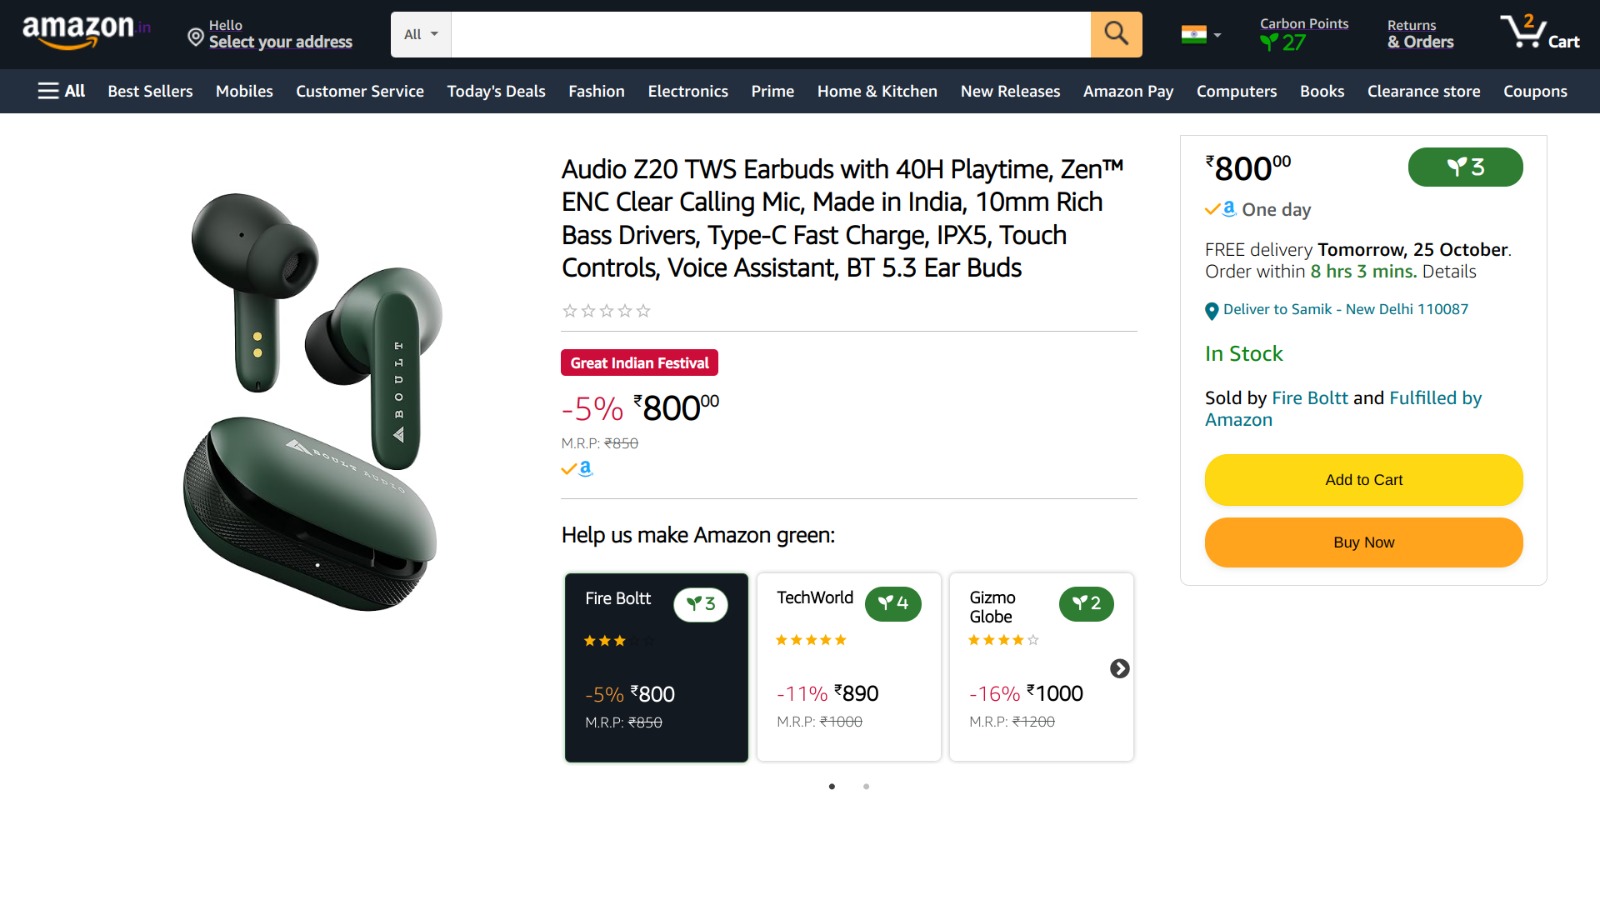 amazon.in
Hello
Select your address
All
Carbon Points
27
Returns
& Orders
2
Cart
All
Best Sellers
Mobiles
Customer Service
Today's Deals
Fashion
Electronics
Prime
Home & Kitchen
New Releases
Amazon Pay
Computers
Books
Clearance store
Coupons
BOULT
BOULT AUDIO
Audio Z20 TWS Earbuds with 40H Playtime, Zen™
ENC Clear Calling Mic, Made in India, 10mm Rich
Bass Drivers, Type-C Fast Charge, IPX5, Touch
Controls, Voice Assistant, BT 5.3 Ear Buds
Great Indian Festival
-5% ₹800⁰⁰
M.R.P: ₹850
a
Help us make Amazon green:
Fire Boltt
3
-5% ₹800
M.R.P: ₹850
TechWorld
4
-11% ₹890
M.R.P: ₹1000
Gizmo
Globe
2
-16% ₹1000
M.R.P: ₹1200
₹800⁰⁰
3
a One day
FREE delivery Tomorrow, 25 October.
Order within 8 hrs 3 mins. Details
Deliver to Samik - New Delhi 110087
In Stock
Sold by Fire Boltt and Fulfilled by
Amazon
Add to Cart
Buy Now